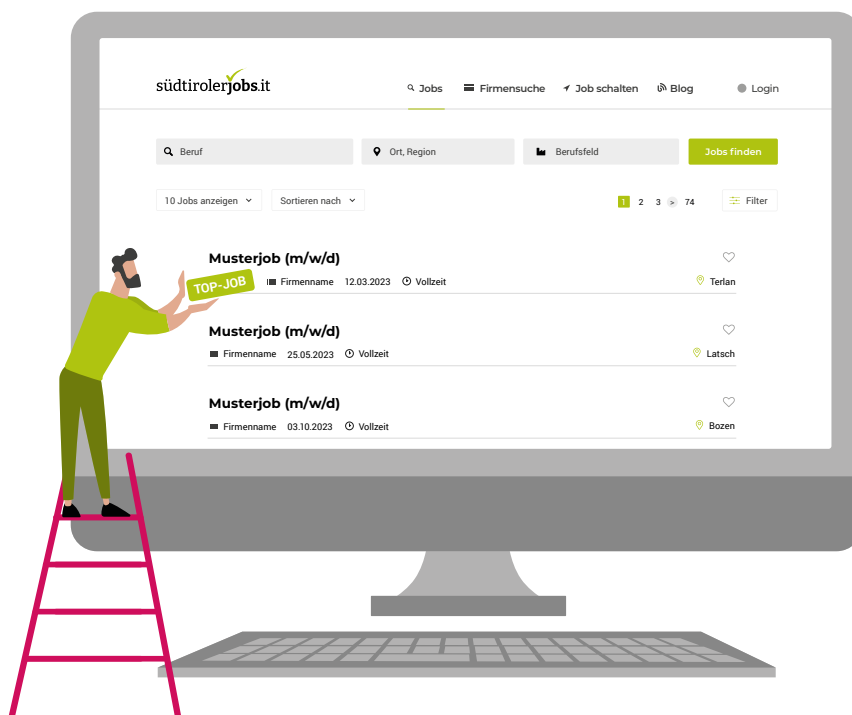 südtirolerjobs.it
Jobs Firmensuche Job schalten Blog Login
Beruf Ort, Region Berufsfeld Jobs finden
10 Jobs anzeigen Sortieren nach 1 2 3 > 74 Filter
Musterjob (m/w/d)
TOP-JOB Firmenname 12.03.2023 Vollzeit Terlan
Musterjob (m/w/d)
Firmenname 25.05.2023 Vollzeit Latsch
Musterjob (m/w/d)
Firmenname 03.10.2023 Vollzeit Bozen